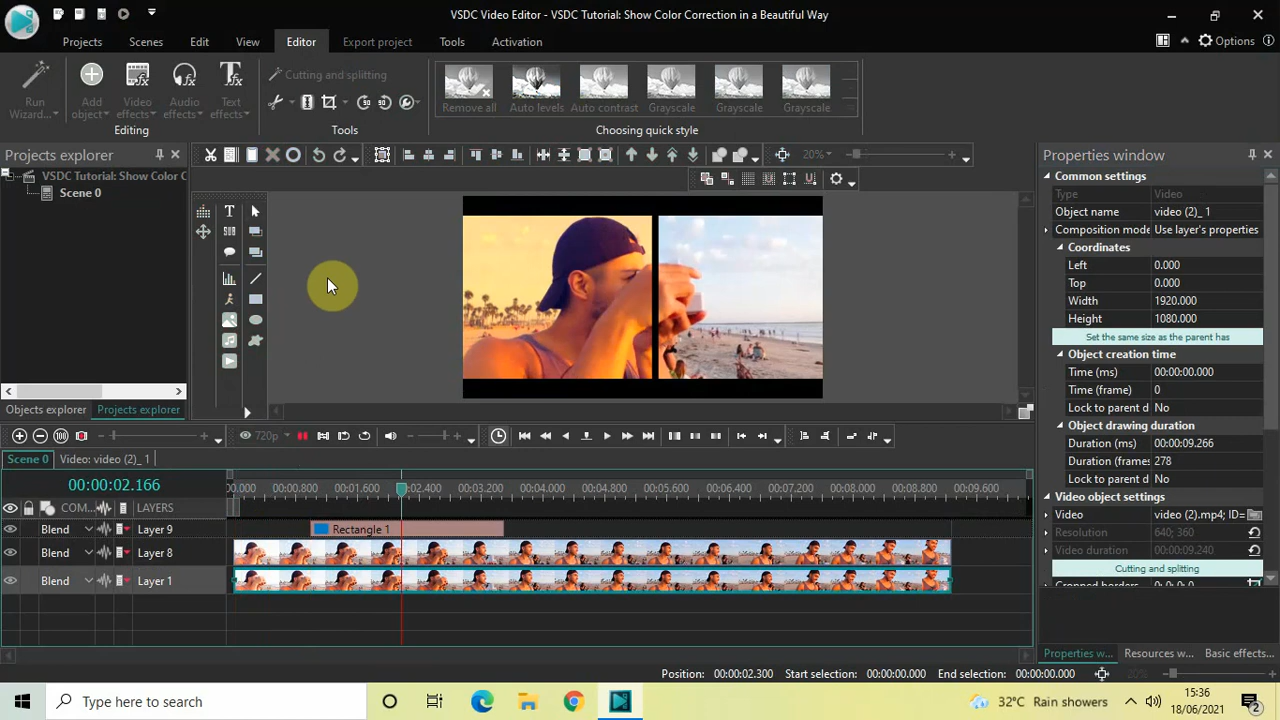 VSDC Video Editor - VSDC Tutorial: Show Color Correction in a Beautiful Way
Projects Scenes Edit View Editor Export project Tools Activation Options
Run Wizard... Add object Video effects Audio effects Text effects
Editing
Cutting and splitting
Tools
Remove all Auto levels Auto contrast Grayscale Grayscale Grayscale
Choosing quick style
Projects explorer
VSDC Tutorial: Show Color C
Scene 0
Objects explorer Projects explorer
20%
Properties window
Common settings
Type Video
Object name video (2)_ 1
Composition mode Use layer's properties
Coordinates
Left 0.000
Top 0.000
Width 1920.000
Height 1080.000
Set the same size as the parent has
Object creation time
Time (ms) 00:00:00.000
Time (frame) 0
Lock to parent d No
Object drawing duration
Duration (ms) 00:00:09.266
Duration (frames 278
Lock to parent d No
Video object settings
Video video (2).mp4; ID=
Resolution 640; 360
Video duration 00:00:09.240
Cutting and splitting
Cropped borders 0; 0; 0; 0
Properties w... Resources w... Basic effects...
720p
Scene 0 Video: video (2)_ 1
00:00:02.166
0.000 00:00.800 00:01.600 0:02.400 00:03.200 00:04.000 00:04.800 00:05.600 00:06.400 00:07.200 00:08.000 00:08.800 00:09.600
COM... LAYERS
Blend Layer 9 Rectangle 1
Blend Layer 8
Blend Layer 1
Position: 00:00:02.300 Start selection: 00:00:00.000 End selection: 00:00:00.000 20%
Type here to search
32°C Rain showers
15:36
18/06/2021
2